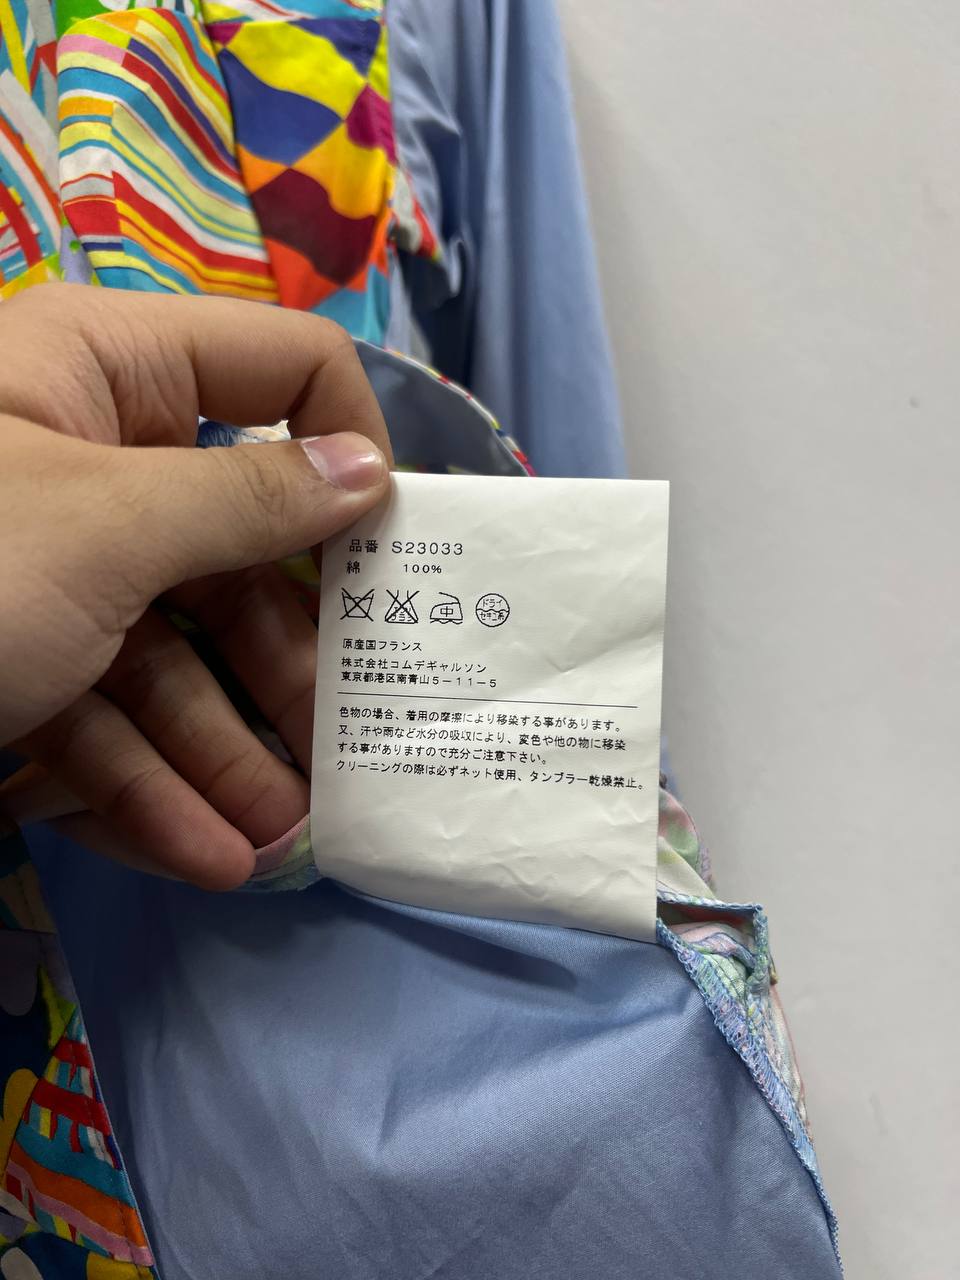 品番 S23033
綿 100%
中 ドライ セキユ系
原産国フランス
株式会社コムデギャルソン
東京都港区南青山5-11-5
色物の場合、着用の摩擦により移染する事があります。
又、汗や雨など水分の吸収により、変色や他の物に移染
する事がありますので充分ご注意下さい。
クリーニングの際は必ずネット使用、タンブラー乾燥禁止。